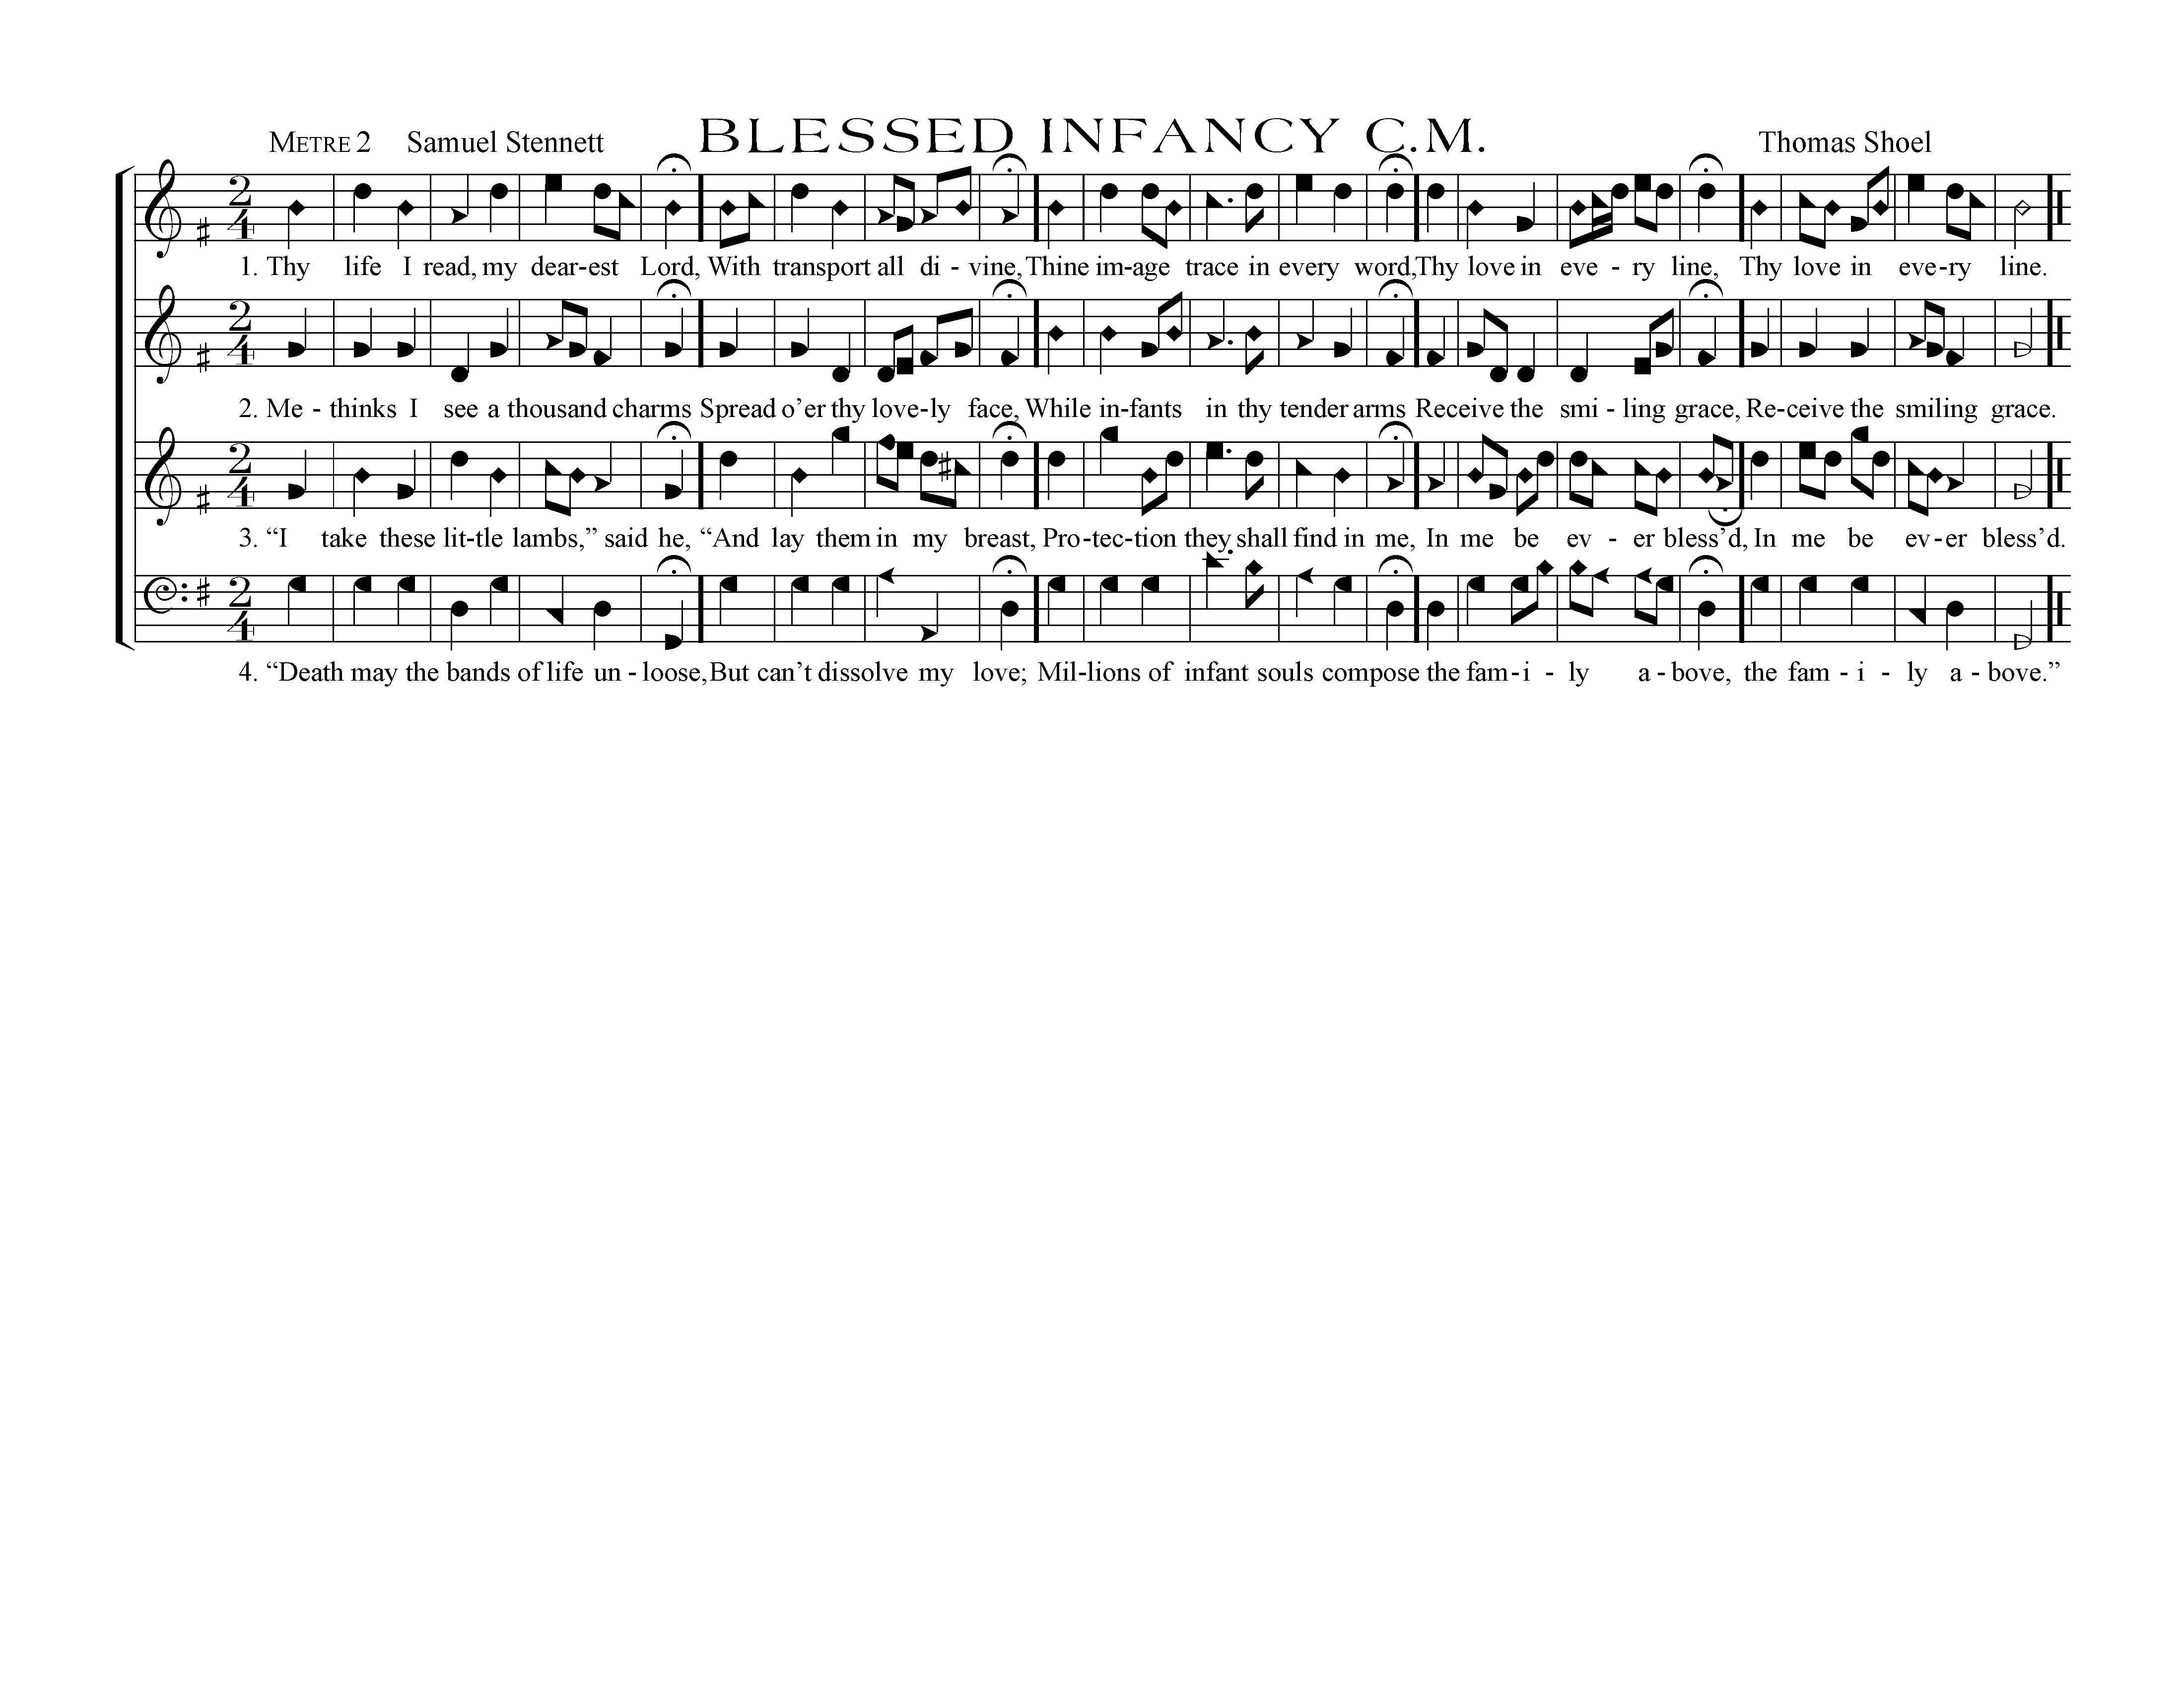 METRE 2 Samuel Stennett BLESSED INFANCY C.M. Thomas Shoel
1. Thy life I read, my dear-est Lord, With transport all di - vine, Thine im-age trace in every word, Thy love in eve - ry line, Thy love in eve-ry line.
2. Me - thinks I see a thousand charms Spread o’er thy love-ly face, While in-fants in thy tender arms Receive the smi - ling grace, Re-ceive the smiling grace.
3. “I take these lit-tle lambs,” said he, “And lay them in my breast, Pro-tec-tion they shall find in me, In me be ev - er bless’d, In me be ev-er bless’d.
4. “Death may the bands of life un - loose, But can’t dissolve my love; Mil-lions of infant souls compose the fam-i - ly a - bove, the fam - i - ly a - bove.”